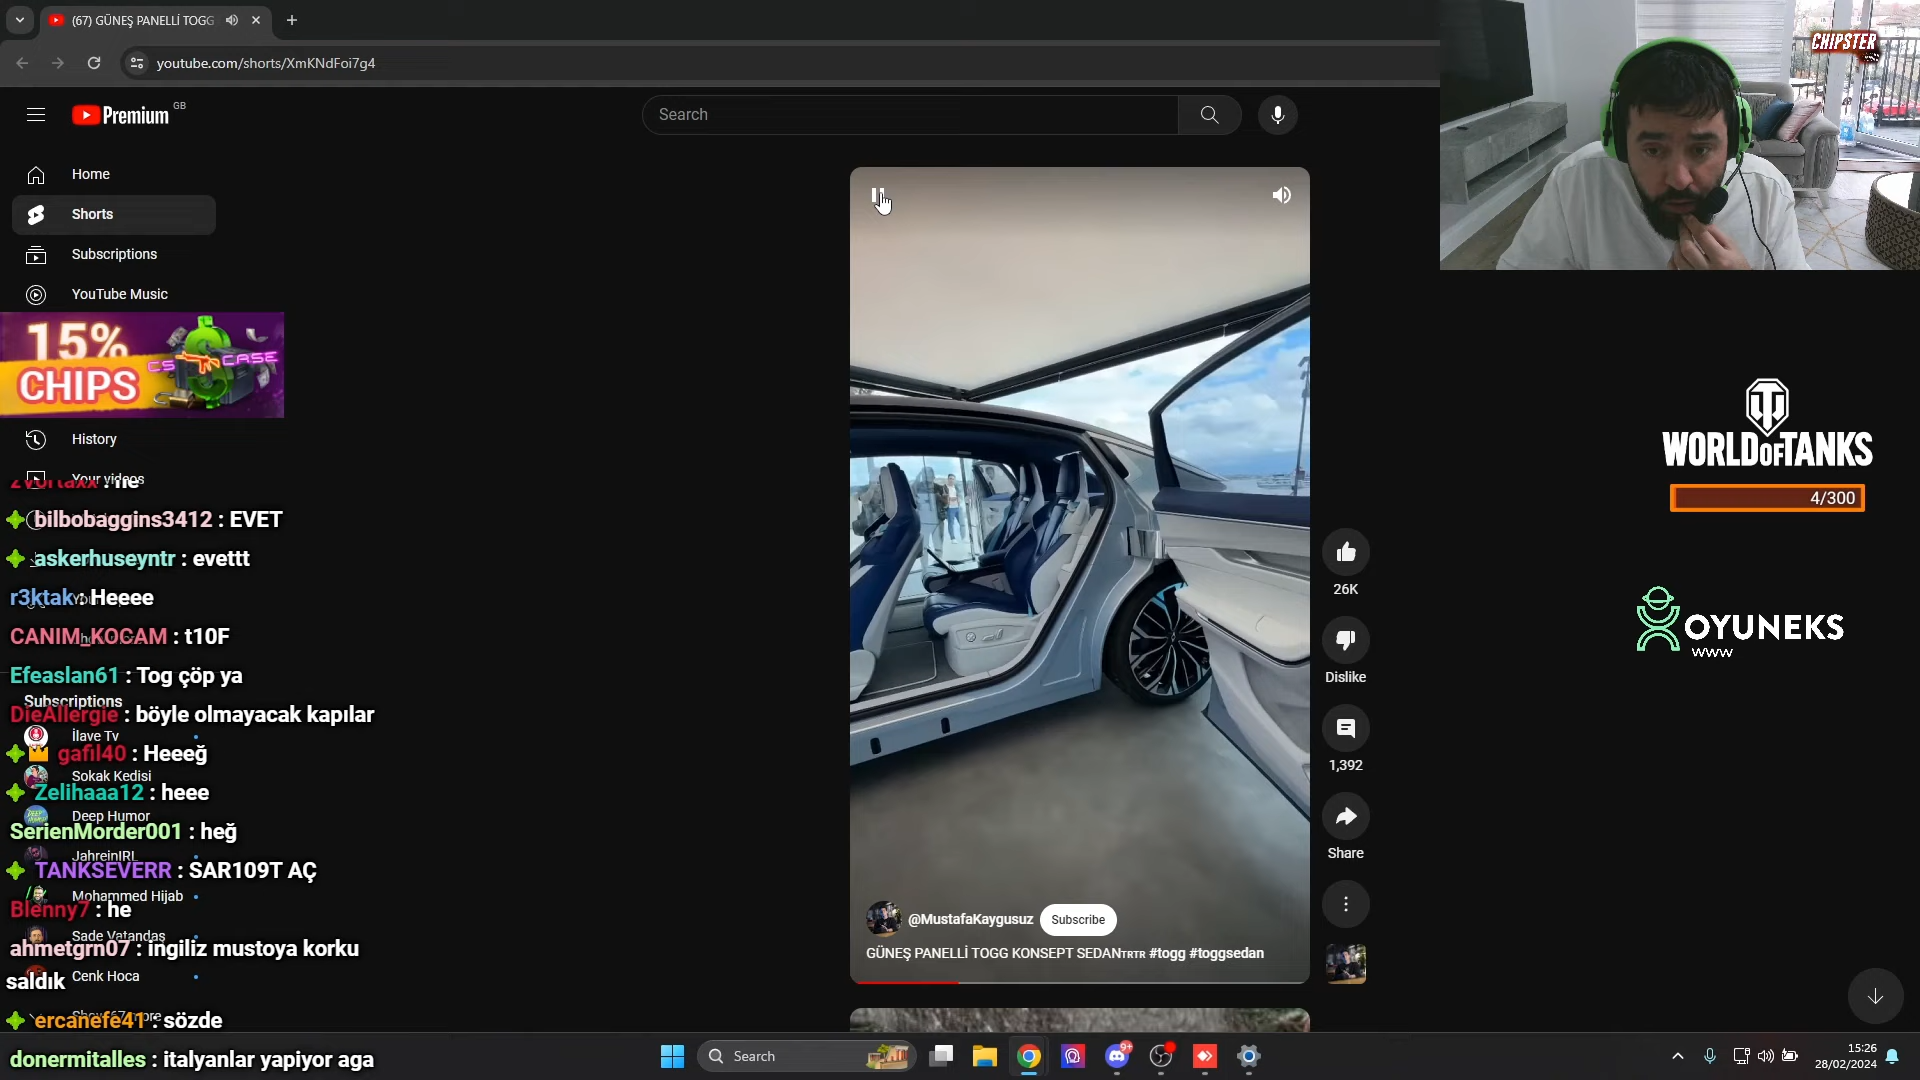 (67) GÜNEŞ PANELLİ TOGG
youtube.com/shorts/XmKNdFoi7g4
Premium GB
Search
Home
Shorts
Subscriptions
YouTube Music
15%
CHIPS
CS CASE
History
Your videos
: he
bilbobaggins3412 : EVET
askerhuseyntr : evettt
r3ktak : Heeee
CANIM_KOCAM : t10F
Efeaslan61 : Tog çöp ya
Subscriptions
DieAllergie : böyle olmayacak kapılar
İlave Tv
gafil40 : Heeeğ
Sokak Kedisi
Zelihaaa12 : heee
Deep Humor
SerienMorder001 : heğ
JahreinIRL
TANKSEVERR : SAR109T AÇ
Mohammed Hijab
Blenny7 : he
Sade Vatandaş
ahmetgrn07 : ingiliz mustoya korku
saldık
Cenk Hoca
ercanefe41 : sözde
donermitalles : italyanlar yapiyor aga
26K
Dislike
1,392
Share
@MustafaKaygusuz
Subscribe
GÜNEŞ PANELLİ TOGG KONSEPT SEDANTRTR #togg #toggsedan
CHIPSTER
WORLD OF TANKS
4/300
OYUNEKS
www
Search
9+
15:26
28/02/2024